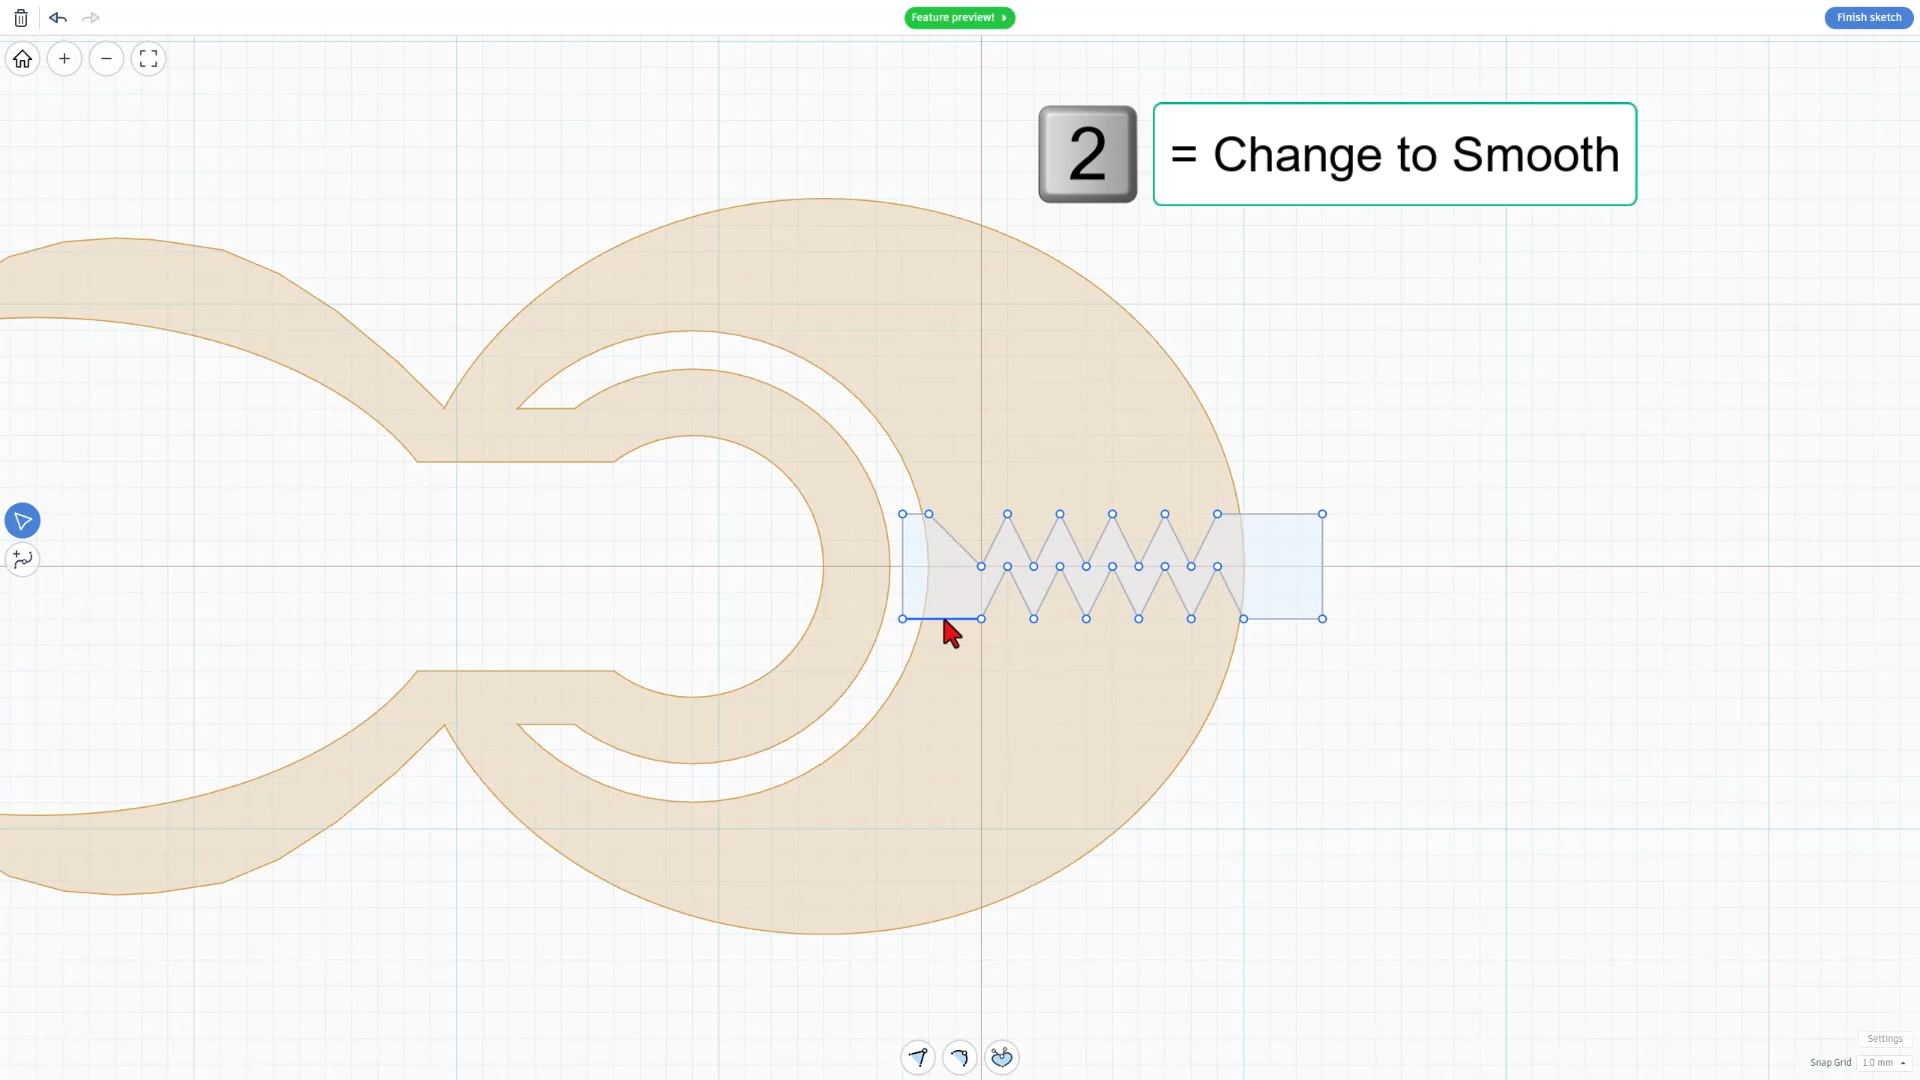 Feature preview!
Finish sketch
2 = Change to Smooth
Settings
Snap Grid 1.0 mm